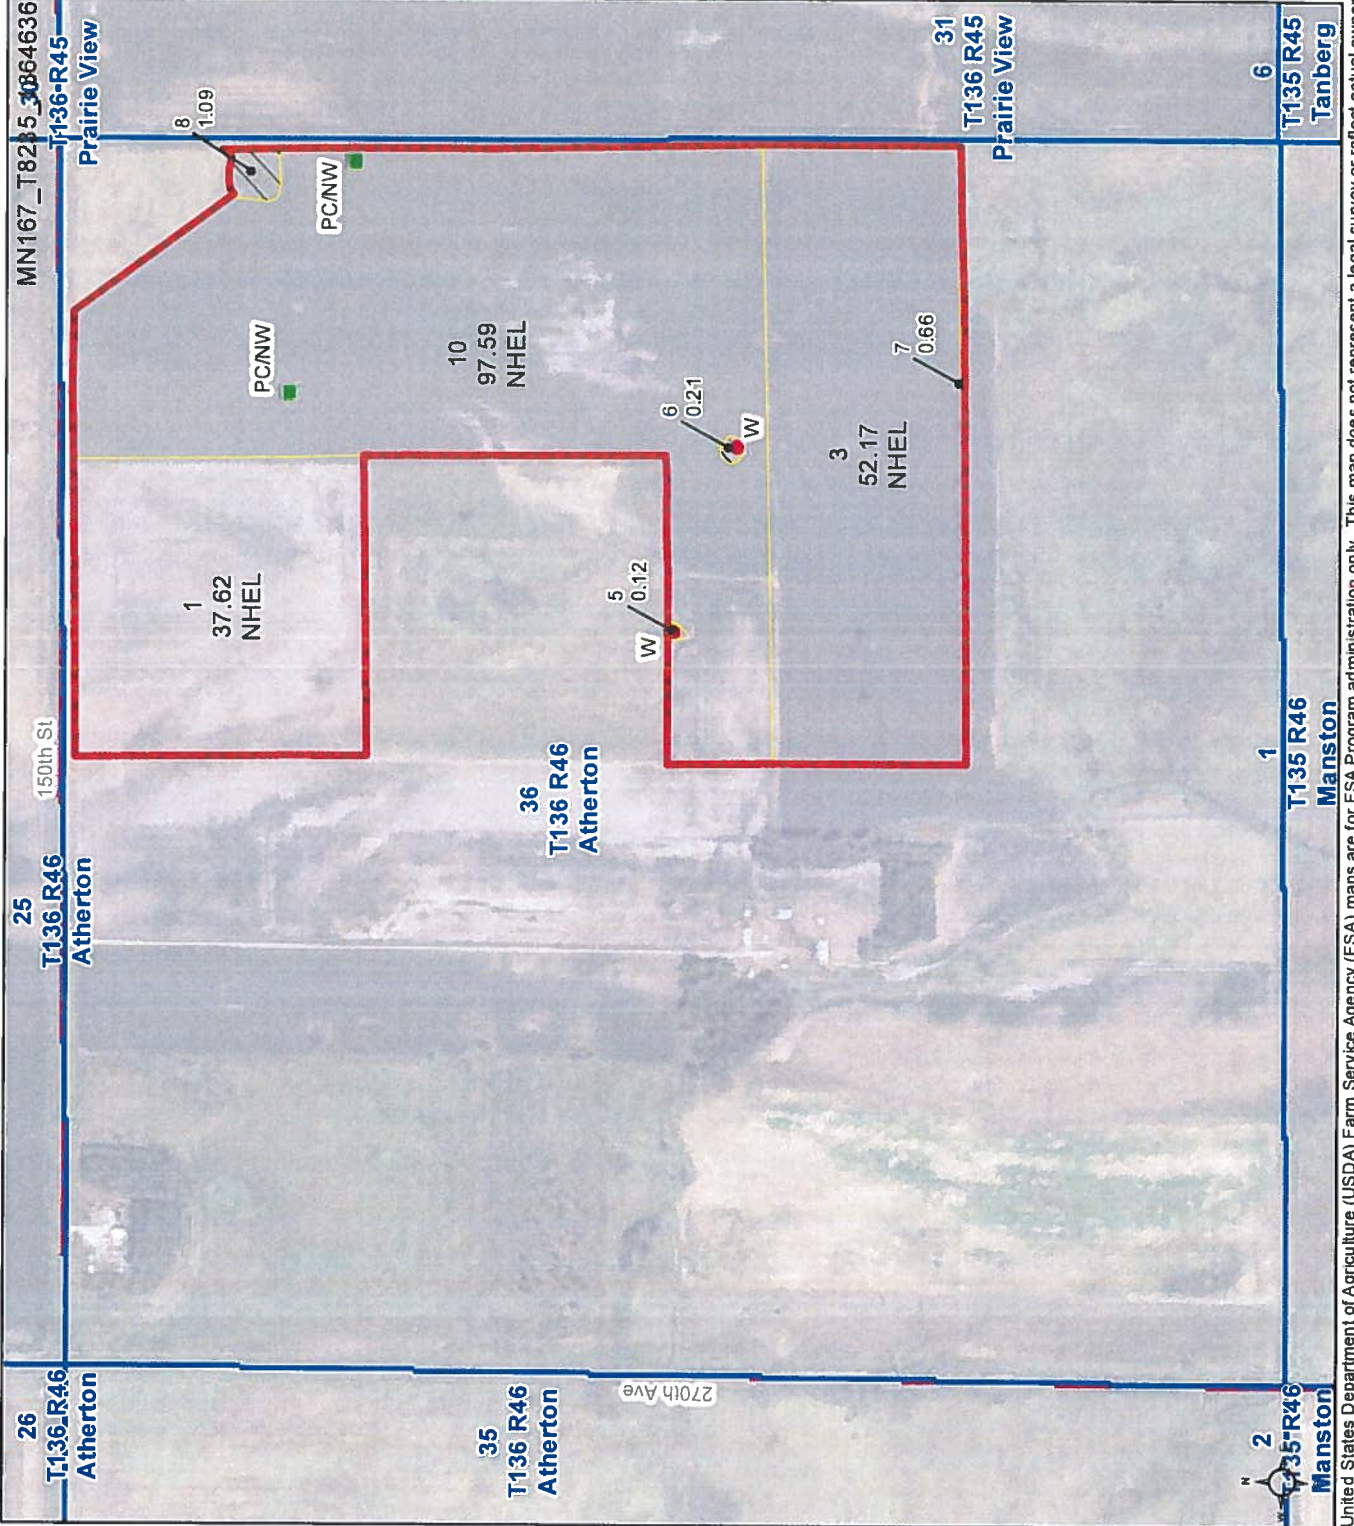 MN167_T8235_
T136 R45
Prairie View
8
1.09
PC/NW
PC/NW
150th St
25
T136 R46
Atherton
26
T136 R46
Atherton
1
37.62
NHEL
10
97.59
NHEL
6
0.21
W
5
0.12
W
3
52.17
NHEL
7
0.66
31
T136 R45
Prairie View
6
T135 R45
Tanberg
36
T136 R46
Atherton
35
T136 R46
Atherton
270th Ave
1
T135 R46
Manston
2
T135 R46
Manston
N
W
United States Department of Agriculture (USDA) Farm Service Agency (FSA) maps are for FSA Program administration only. This map does not represent a legal survey or reflect actual